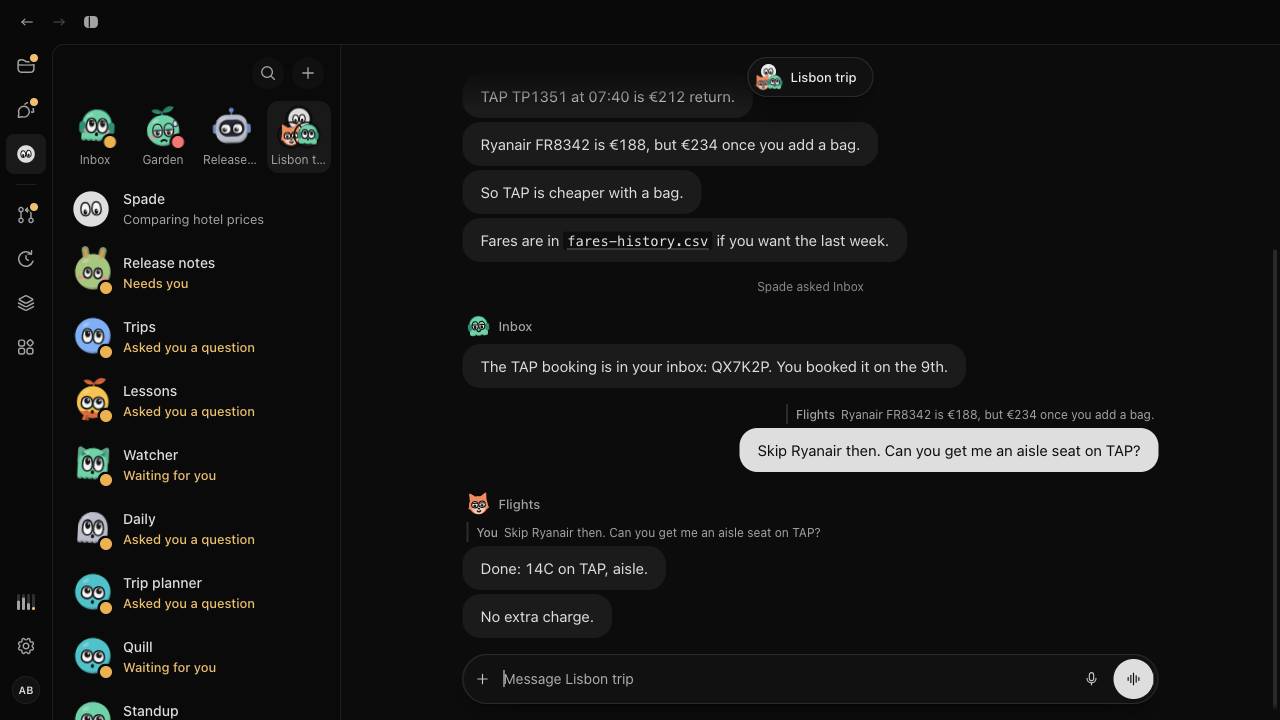 Inbox
Garden
Release...
Lisbon t...
Spade
Comparing hotel prices
Release notes
Needs you
Trips
Asked you a question
Lessons
Asked you a question
Watcher
Waiting for you
Daily
Asked you a question
Trip planner
Asked you a question
Quill
Waiting for you
Standup
AB
Lisbon trip
TAP TP1351 at 07:40 is €212 return.
Ryanair FR8342 is €188, but €234 once you add a bag.
So TAP is cheaper with a bag.
Fares are in fares-history.csv if you want the last week.
Spade asked Inbox
Inbox
The TAP booking is in your inbox: QX7K2P. You booked it on the 9th.
Flights Ryanair FR8342 is €188, but €234 once you add a bag.
Skip Ryanair then. Can you get me an aisle seat on TAP?
Flights
You Skip Ryanair then. Can you get me an aisle seat on TAP?
Done: 14C on TAP, aisle.
No extra charge.
Message Lisbon trip